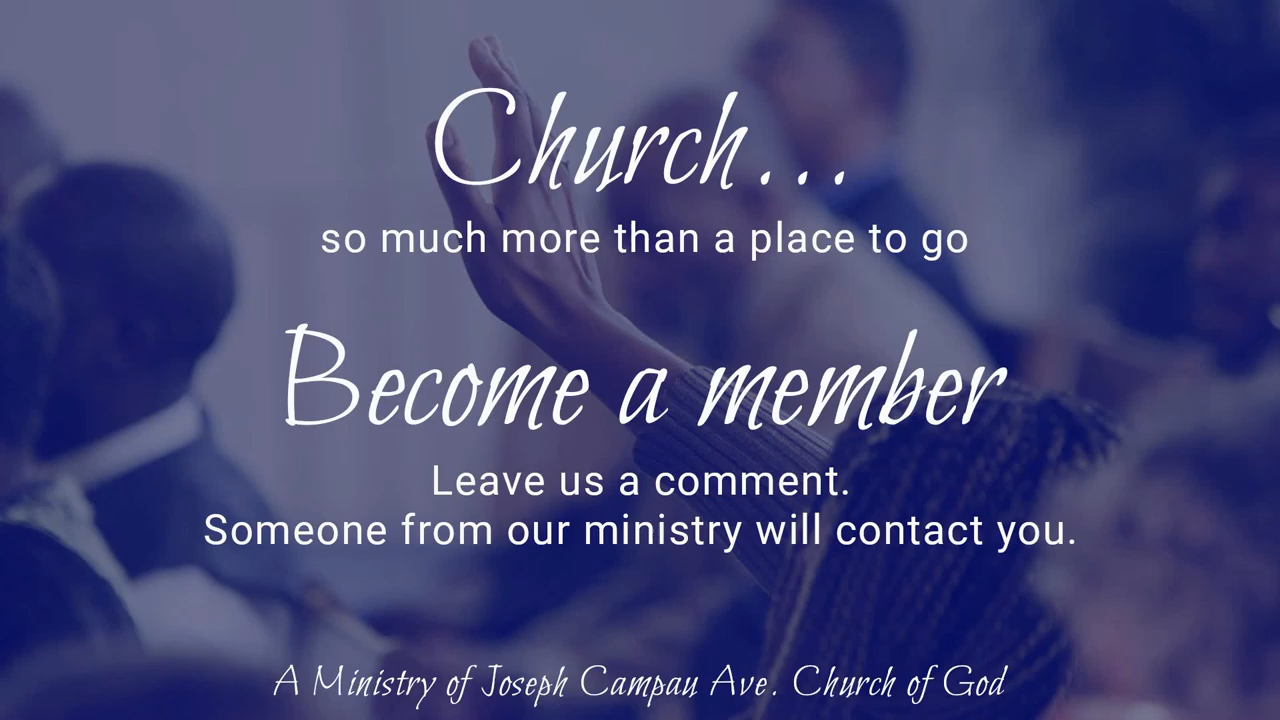 Church...
so much more than a place to go
Become a member
Leave us a comment.
Someone from our ministry will contact you.
A Ministry of Joseph Campau Ave. Church of God